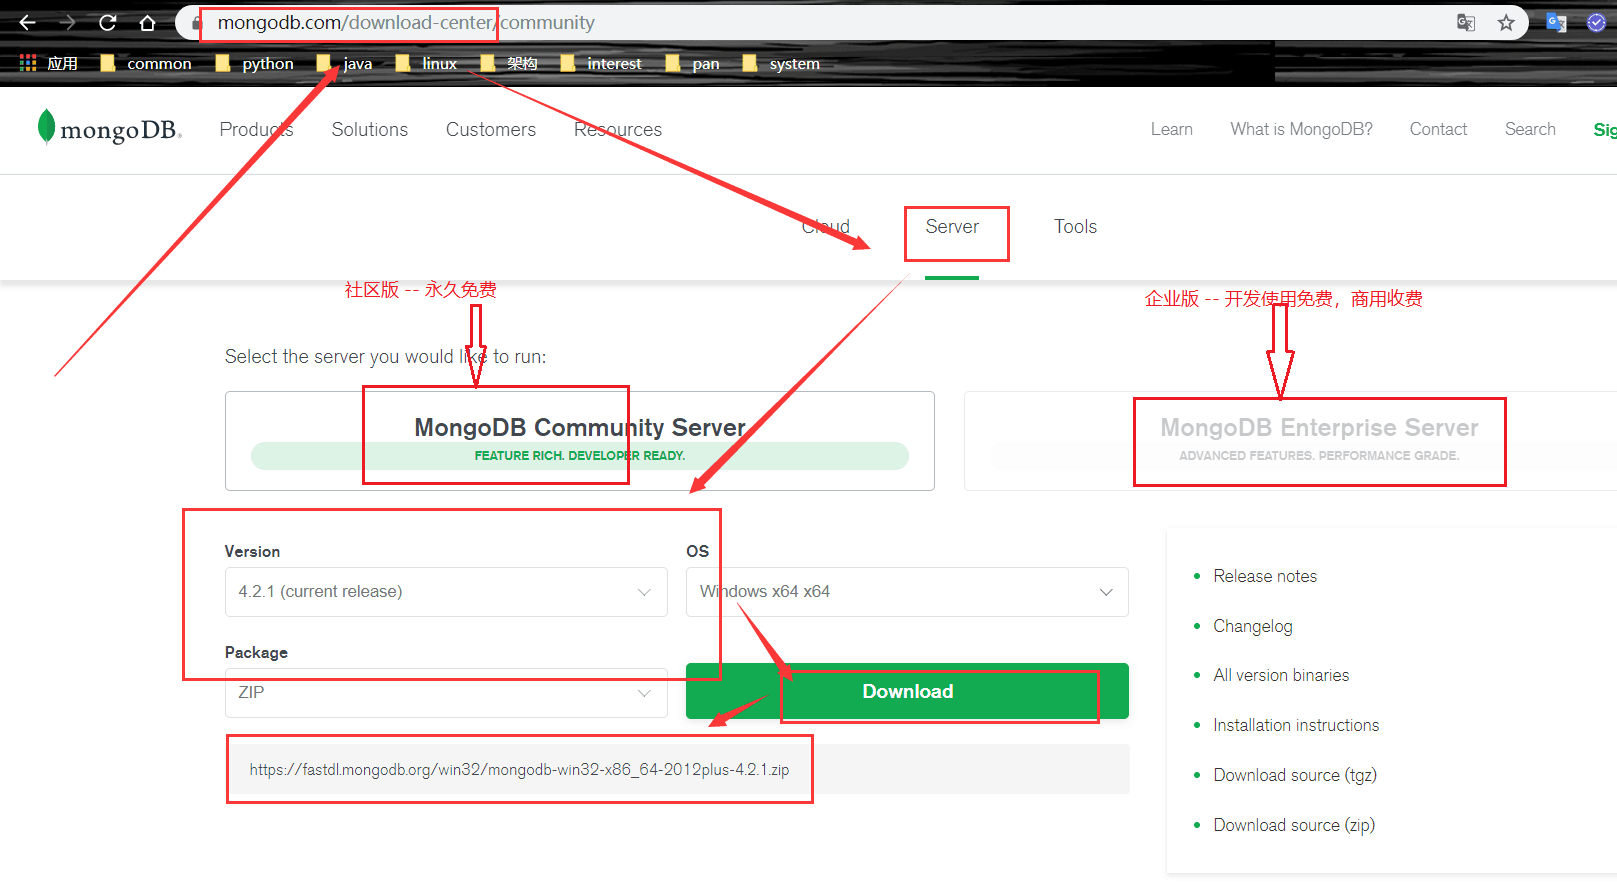 mongodb.com/download-center/community
应用 common python java linux 架构 interest pan system
mongoDB. Products Solutions Customers Resources Learn What is MongoDB? Contact Search Sig
Cloud Server Tools
社区版 -- 永久免费
企业版 -- 开发使用免费，商用收费
Select the server you would like to run:
MongoDB Community Server
FEATURE RICH. DEVELOPER READY.
MongoDB Enterprise Server
ADVANCED FEATURES. PERFORMANCE GRADE.
Version
4.2.1 (current release)
OS
Windows x64 x64
Package
ZIP
Download
https://fastdl.mongodb.org/win32/mongodb-win32-x86_64-2012plus-4.2.1.zip
Release notes
Changelog
All version binaries
Installation instructions
Download source (tgz)
Download source (zip)